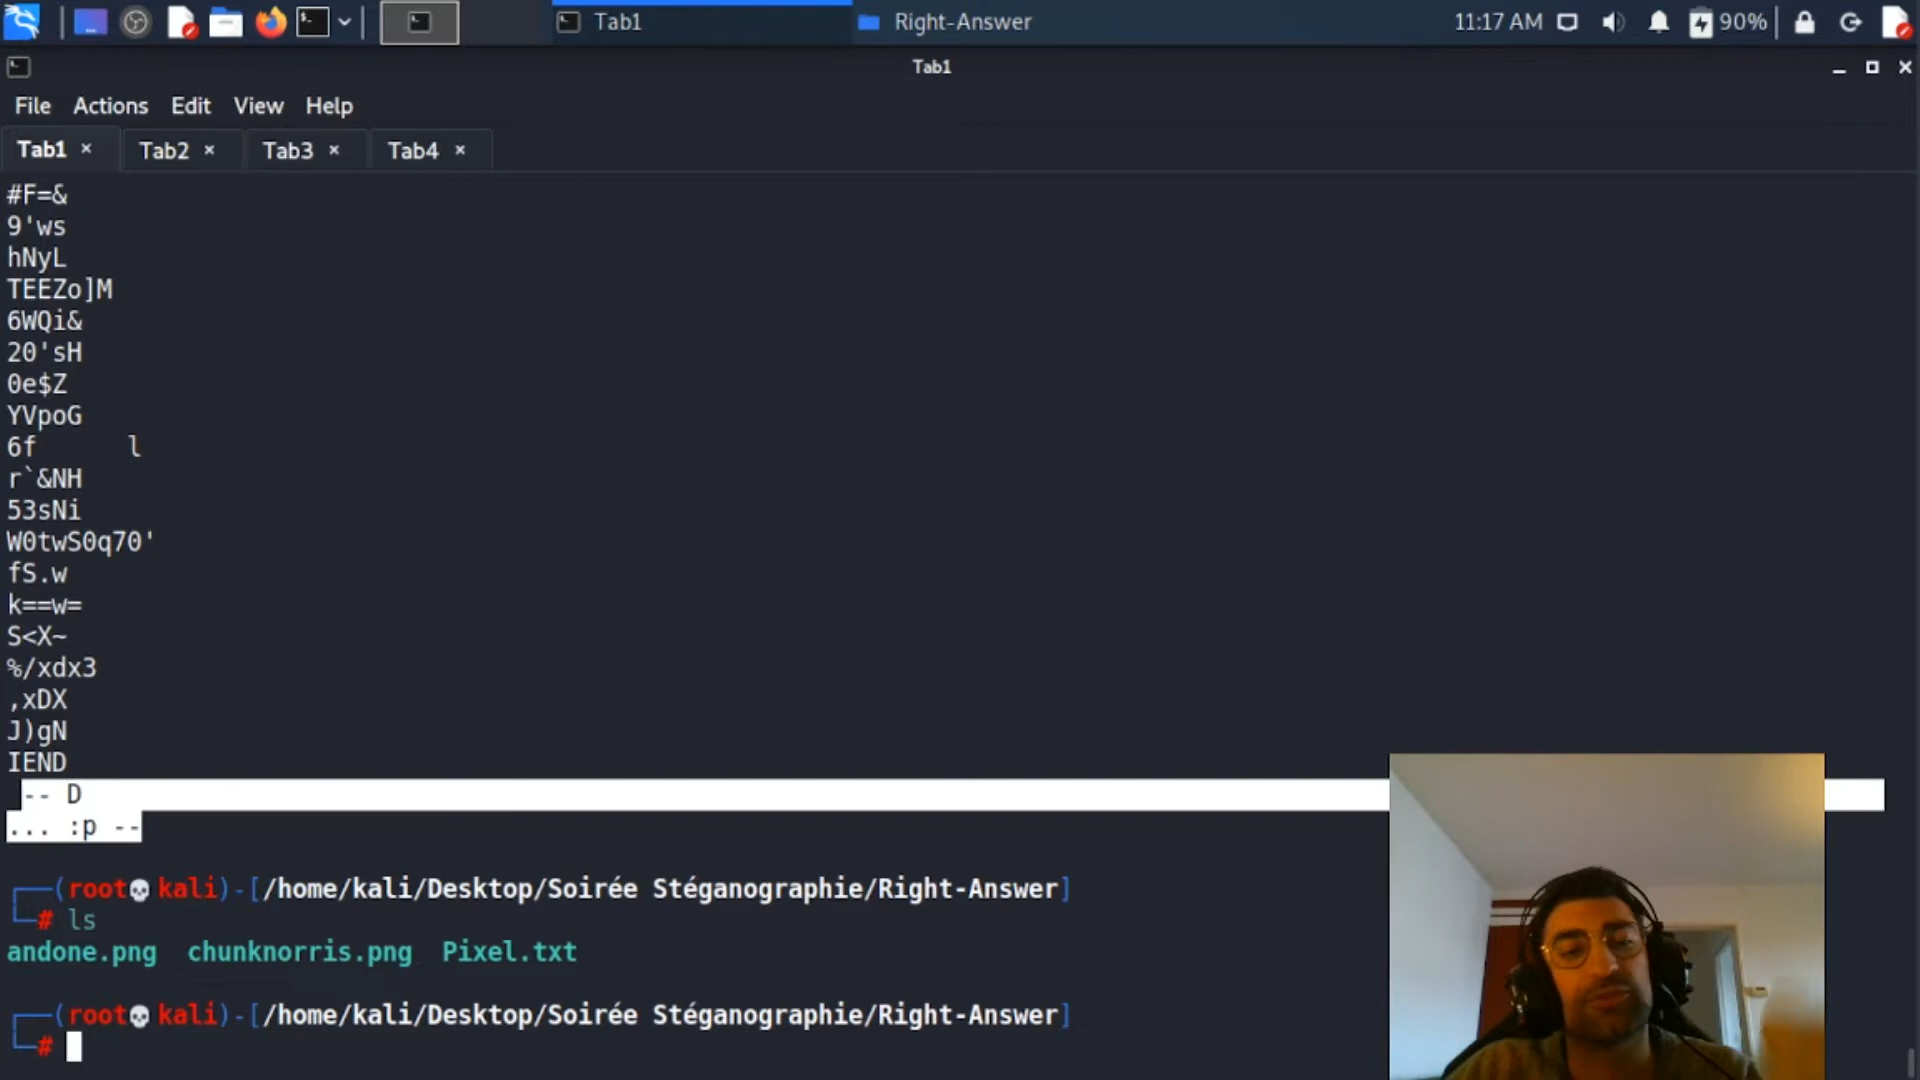 Tab1
Right-Answer
11:17 AM
90%
Tab1
File Actions Edit View Help
Tab1 × Tab2 × Tab3 × Tab4 ×
#F=&
9'ws
hNyL
TEEZo]M
6WQi&
20'sH
0e$Z
YVpoG
6f l
r`&NH
53sNi
W0twS0q70'
fS.w
k==w=
S<X~
%/xdx3
,xDX
J)gN
IEND
-- D
... :p --
┌──(root💀kali)-[/home/kali/Desktop/Soirée Stéganographie/Right-Answer]
└─# ls
andone.png chunknorris.png Pixel.txt
┌──(root💀kali)-[/home/kali/Desktop/Soirée Stéganographie/Right-Answer]
└─#